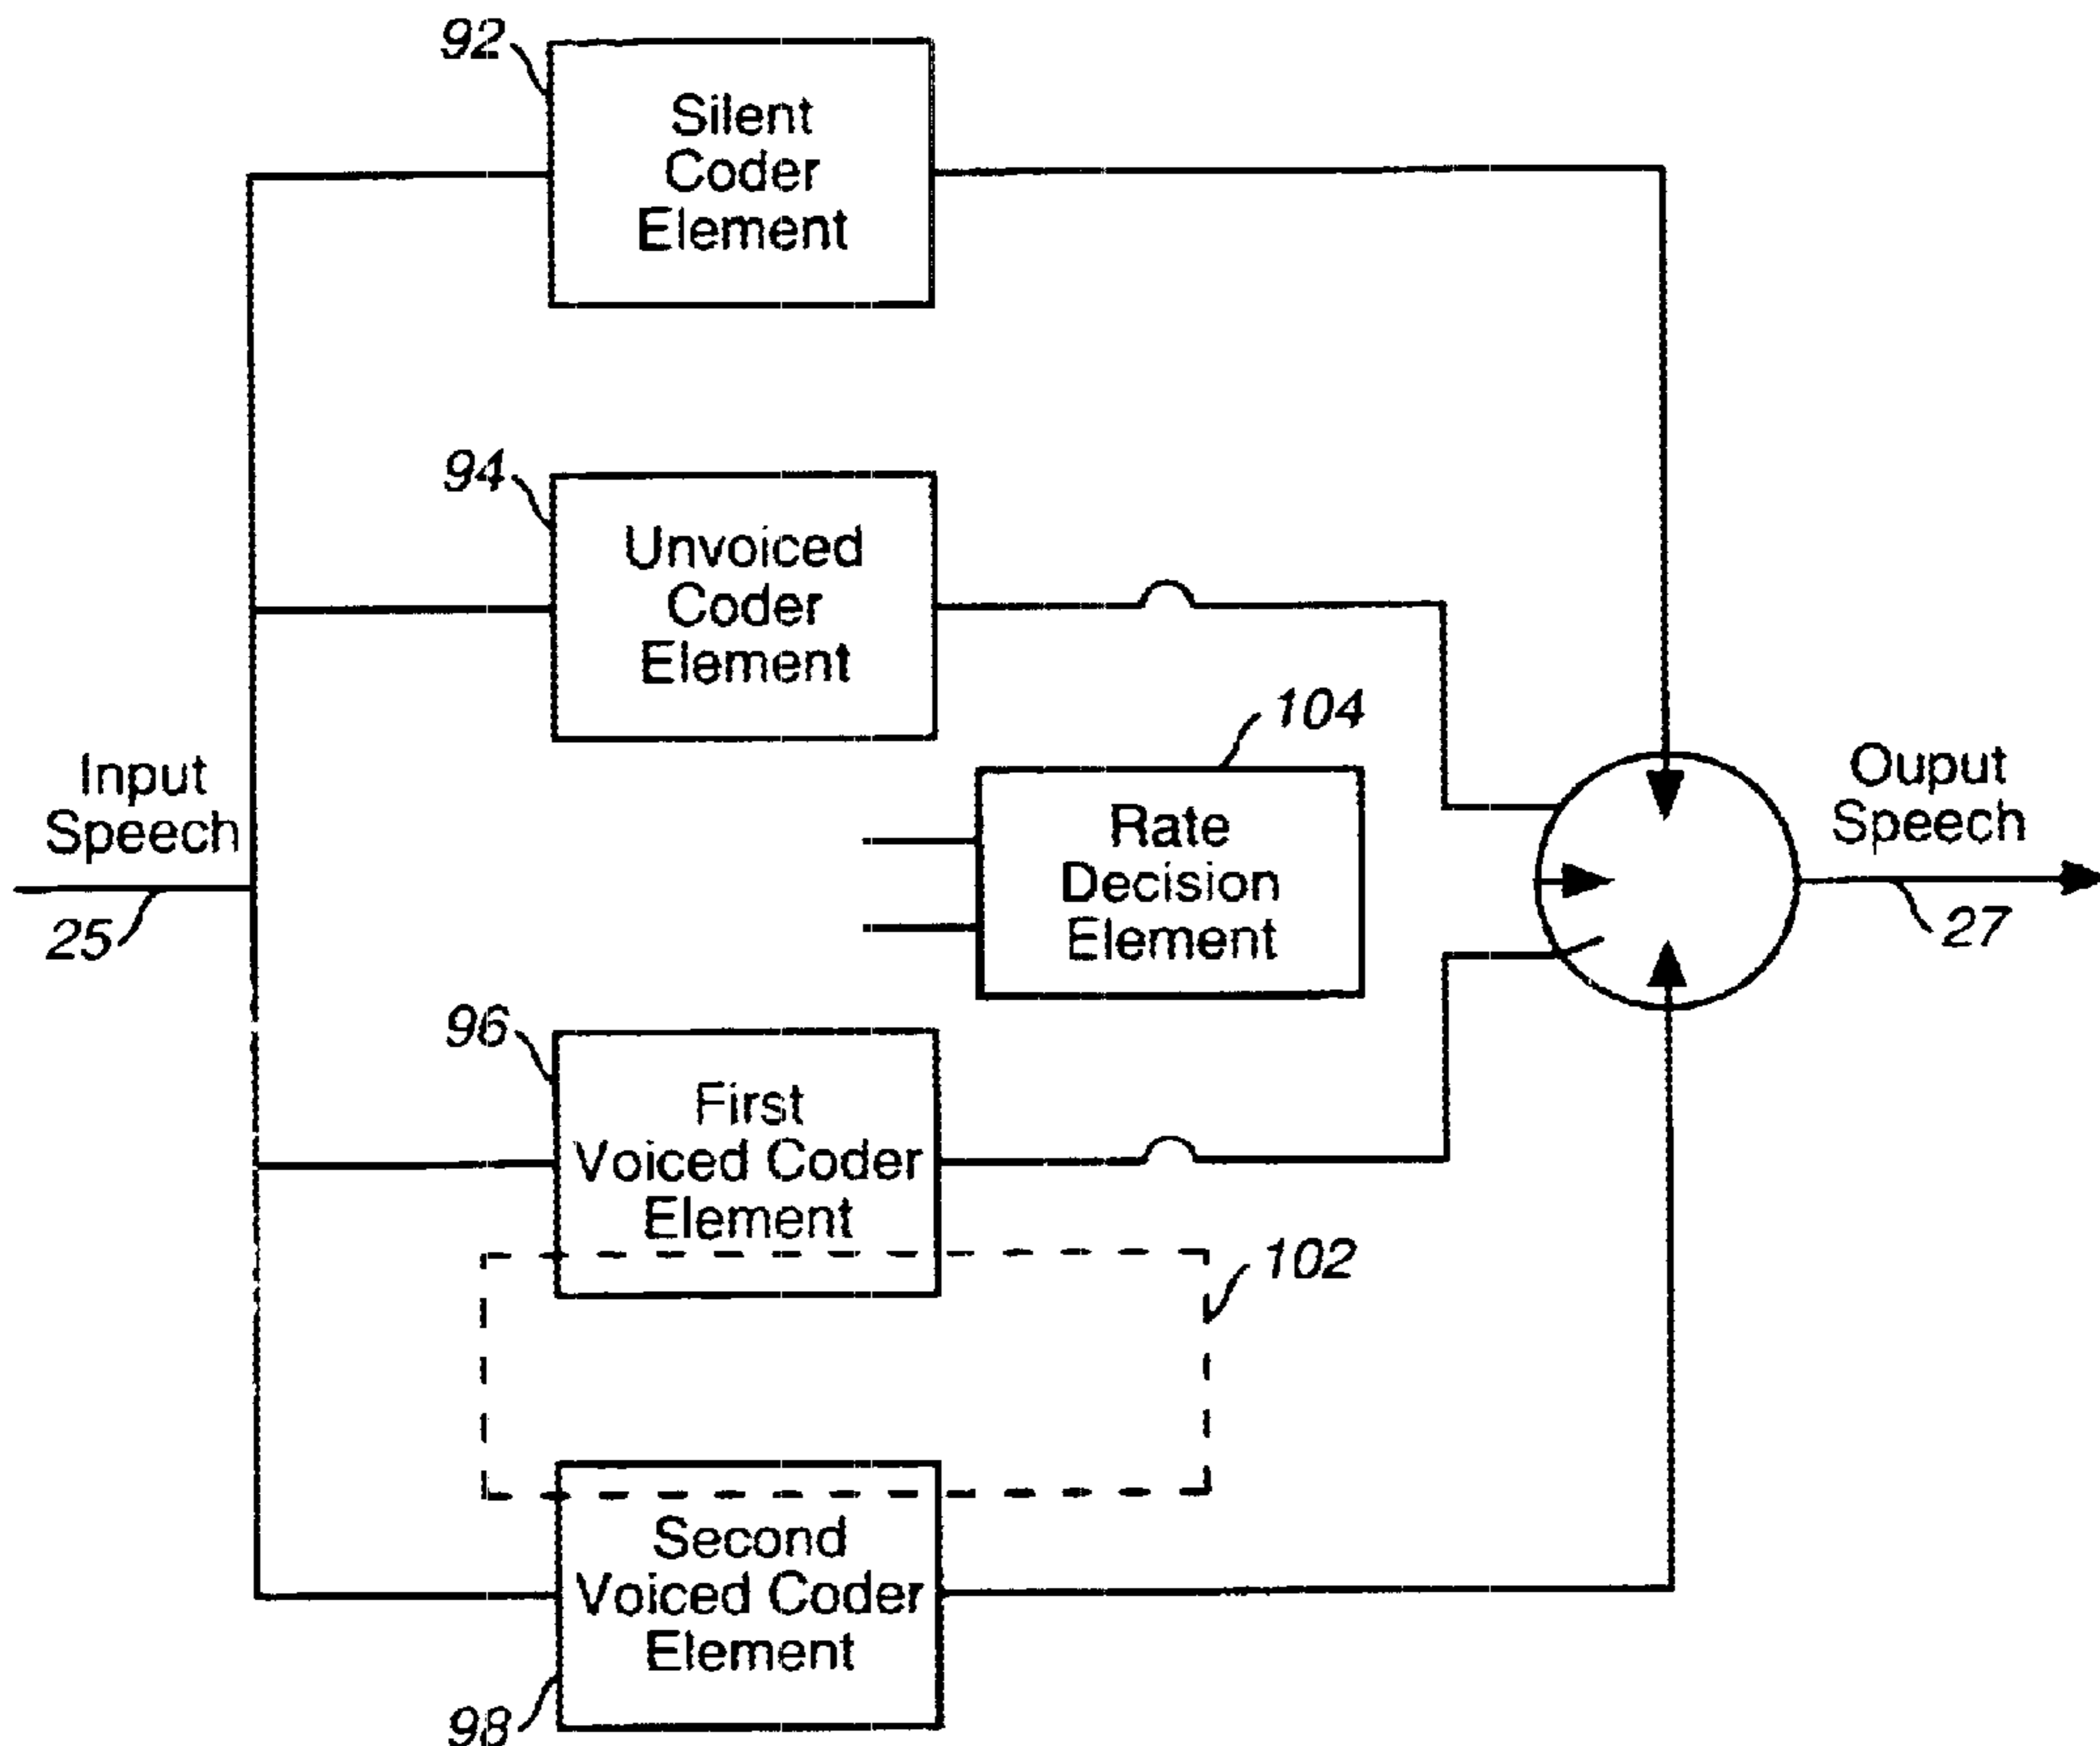 92
Silent
Coder
Element
94
Unvoiced
Coder
Element
104
Input
Speech
25
Rate
Decision
Element
Ouput
Speech
27
96
First
Voiced Coder
Element
102
Second
Voiced Coder
Element
98